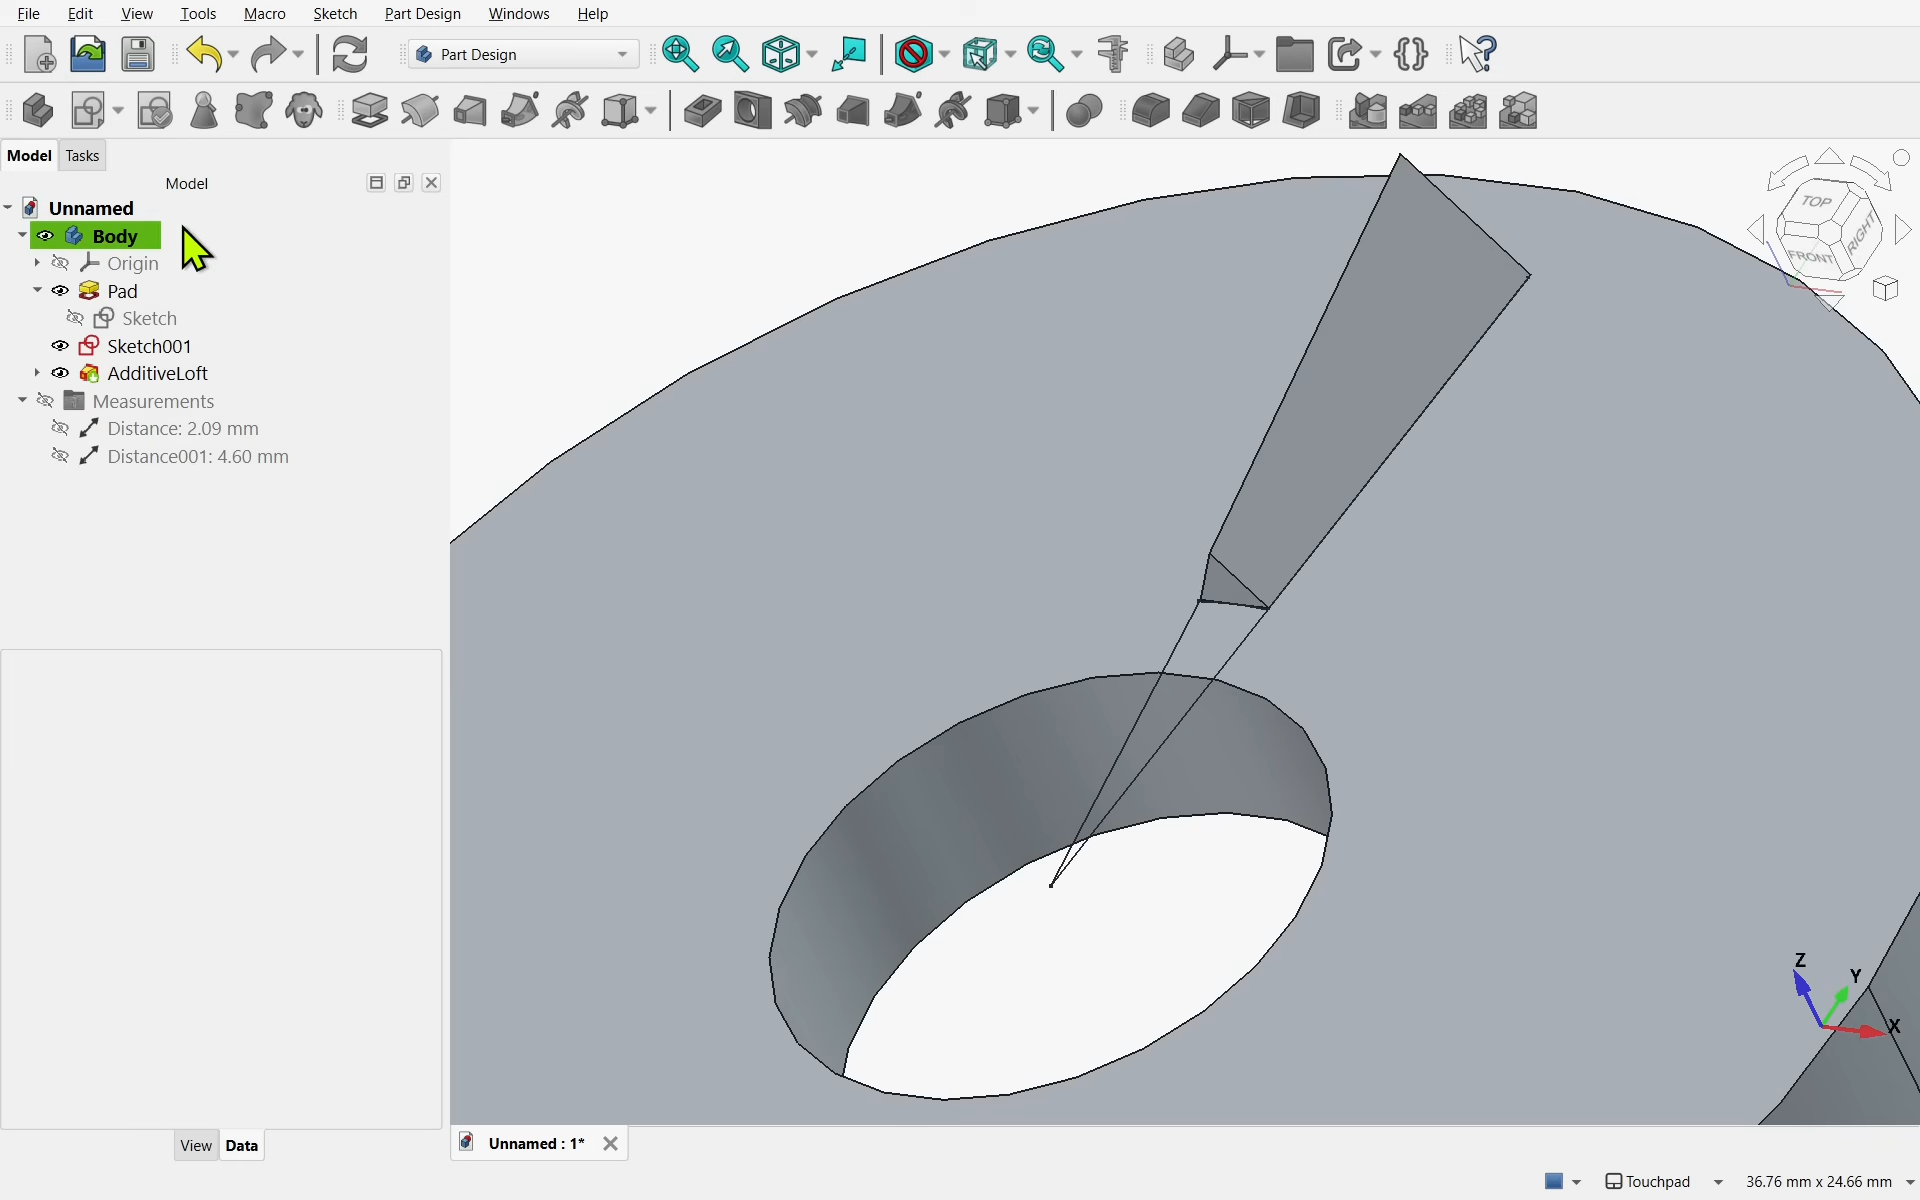 File Edit View Tools Macro Sketch Part Design Windows Help
Part Design
Model Tasks
Model
Unnamed
Body
Origin
Pad
Sketch
Sketch001
AdditiveLoft
Measurements
Distance: 2.09 mm
Distance001: 4.60 mm
TOP
FRONT
RIGHT
Z
Y
X
View Data
Unnamed : 1*
Touchpad 36.76 mm x 24.66 mm